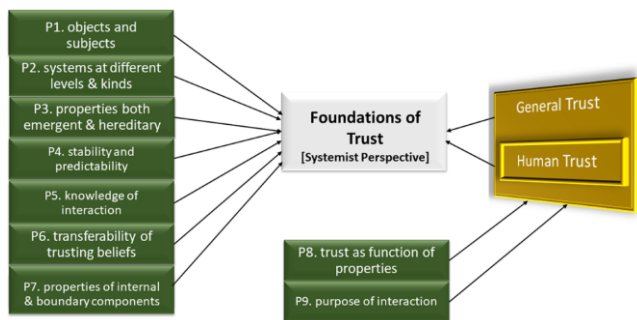 P1. objects and
subjects
P2. systems at different
levels & kinds
P3. properties both
emergent & hereditary
P4. stability and
predictability
P5. knowledge of
interaction
P6. transferability of
trusting beliefs
P7. properties of internal
& boundary components
Foundations of
Trust
[Systemist Perspective]
General Trust
Human Trust
P8. trust as function of
properties
P9. purpose of interaction